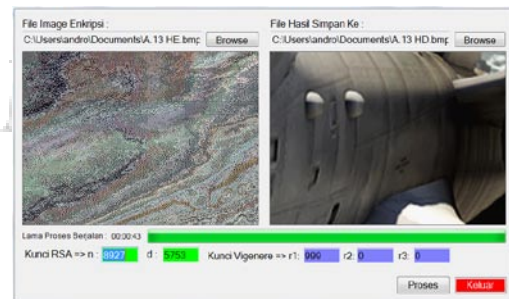 File Image Enkripsi :
File Hasil Simpan Ke :
C:\Users\andro\Documents\A.13 HE.bmp
Browse
C:\Users\andro\Documents\A.13 HD.bmp
Browse
Lama Proses Berjalan : 00:00:43
Kunci RSA => n : 8927 d : 5753 Kunci Vigenere => r1: 999 r2: 0 r3: 0
Proses
Keluar